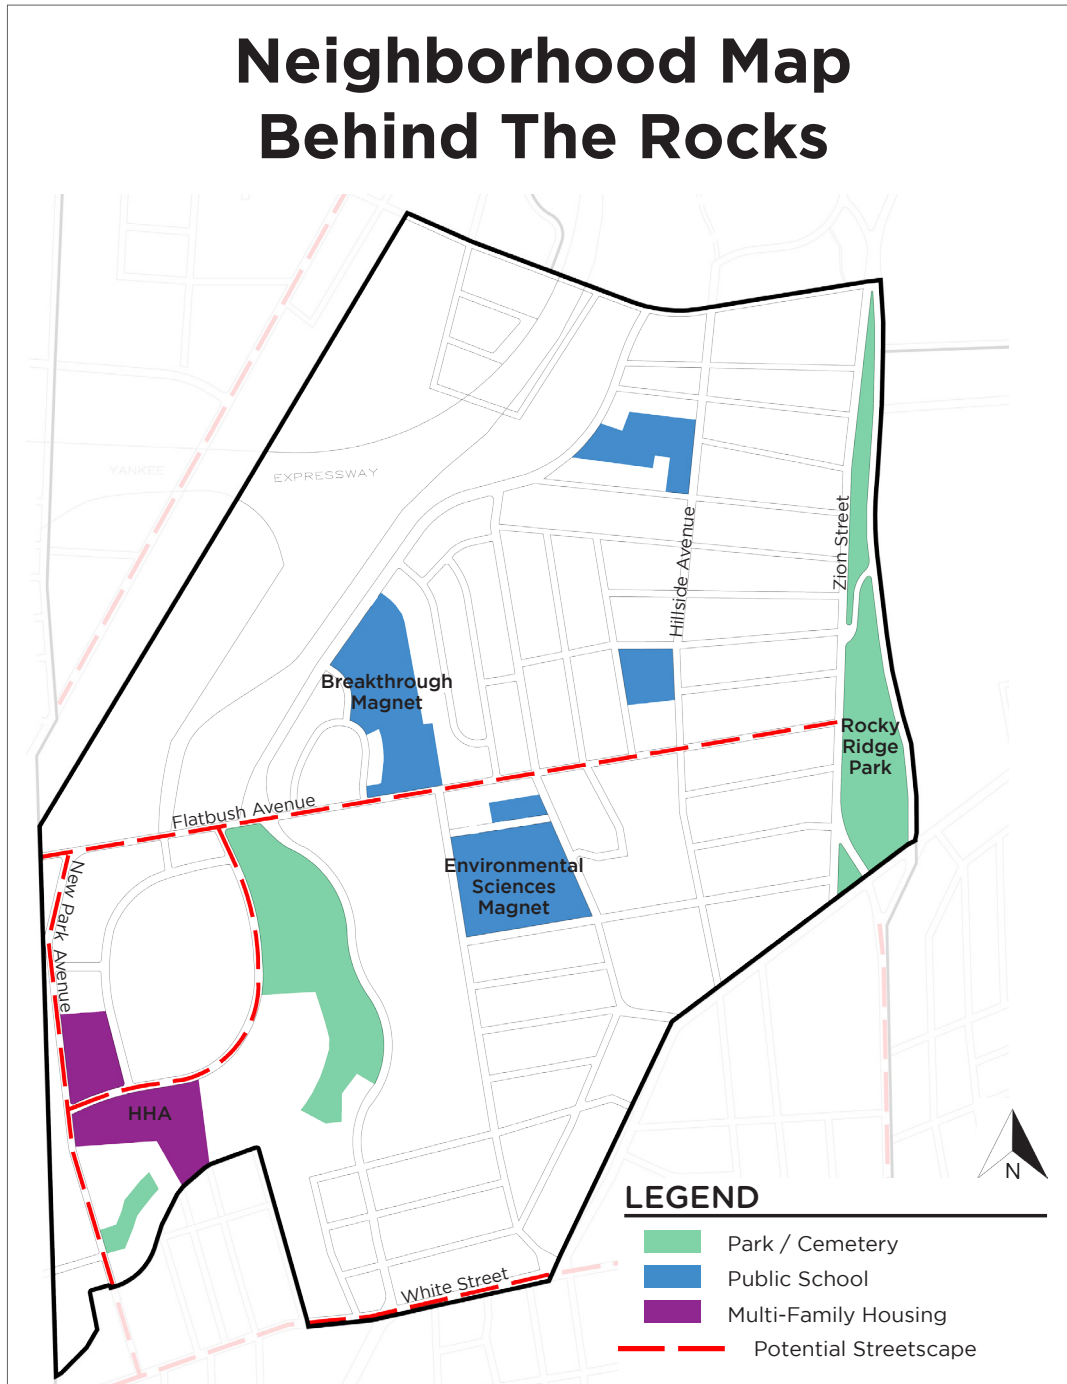 Neighborhood Map
Behind The Rocks
YANKEE
EXPRESSWAY
Hillside Avenue
Zion Street
Breakthrough
Magnet
Rocky
Ridge
Park
Flatbush Avenue
Environmental
Sciences
Magnet
New Park Avenue
HHA
White Street
N
LEGEND
Park / Cemetery
Public School
Multi-Family Housing
Potential Streetscape